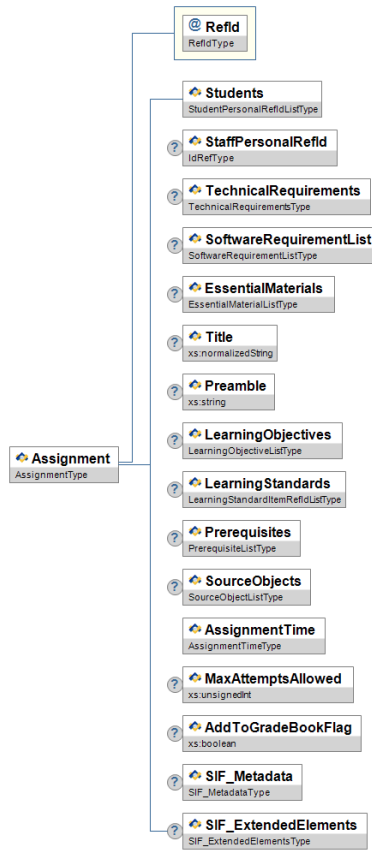 @ RefId
RefIdType
Students
StudentPersonalRefIdListType
? StaffPersonalRefId
IdRefType
? TechnicalRequirements
TechnicalRequirementsType
? SoftwareRequirementList
SoftwareRequirementListType
? EssentialMaterials
EssentialMaterialListType
? Title
xs:normalizedString
? Preamble
xs:string
? LearningObjectives
LearningObjectiveListType
Assignment
AssignmentType
? LearningStandards
LearningStandardItemRefIdListType
? Prerequisites
PrerequisiteListType
? SourceObjects
SourceObjectListType
AssignmentTime
AssignmentTimeType
? MaxAttemptsAllowed
xs:unsignedInt
? AddToGradeBookFlag
xs:boolean
? SIF_Metadata
SIF_MetadataType
? SIF_ExtendedElements
SIF_ExtendedElementsType